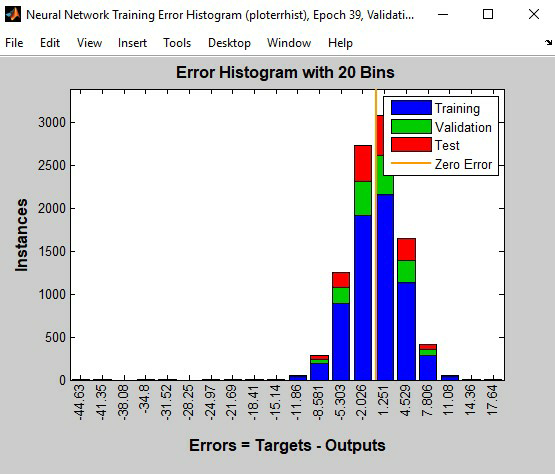 Neural Network Training Error Histogram (ploterrhist), Epoch 39, Validati...
File Edit View Insert Tools Desktop Window Help
Error Histogram with 20 Bins
Training
Validation
Test
Zero Error
3000
2500
2000
1500
1000
500
0
Instances
-44.63 -41.35 -38.08 -34.8 -31.52 -28.25 -24.97 -21.69 -18.41 -15.14 -11.86 -8.581 -5.303 -2.026 1.251 4.529 7.806 11.08 14.36 17.64
Errors = Targets - Outputs